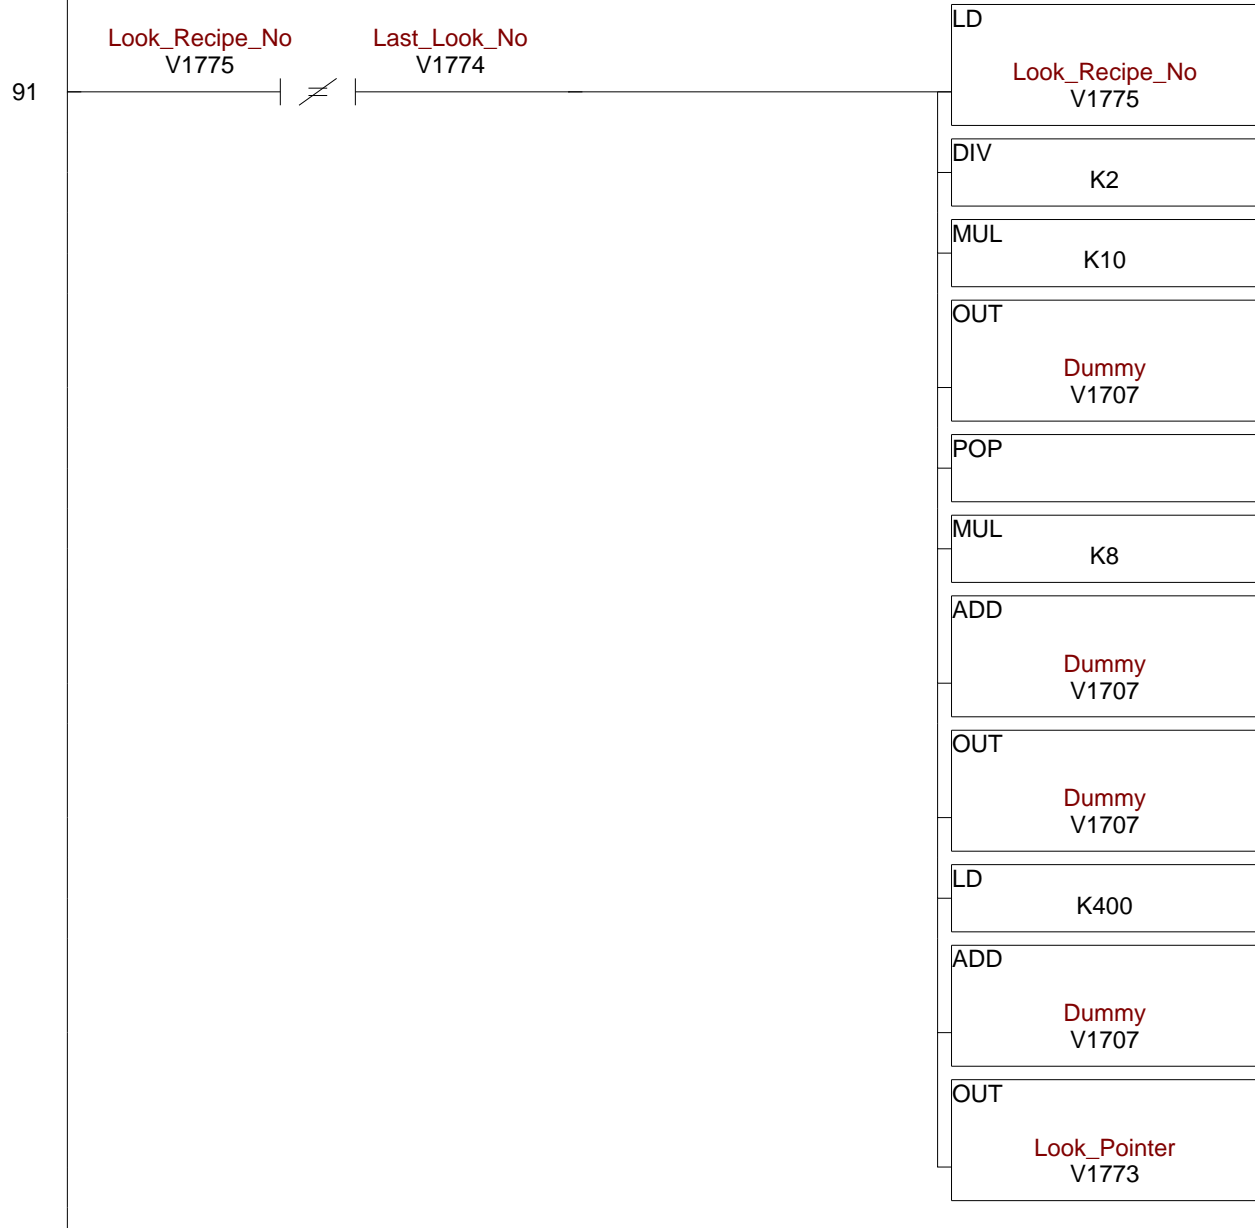 Look_Recipe_No Last_Look_No
V1775 V1774
91
LD
Look_Recipe_No
V1775
DIV
K2
MUL
K10
OUT
Dummy
V1707
POP
MUL
K8
ADD
Dummy
V1707
OUT
Dummy
V1707
LD
K400
ADD
Dummy
V1707
OUT
Look_Pointer
V1773